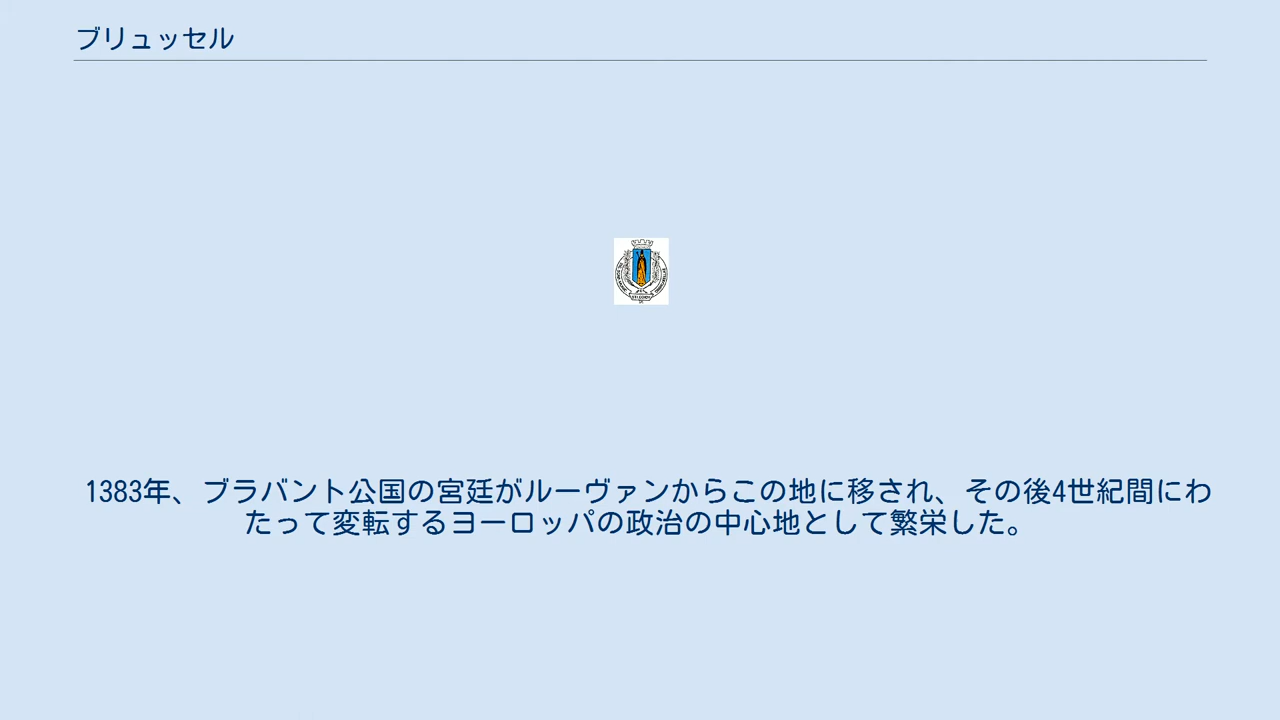 ブリュッセル
1383年、ブラバント公国の宮廷がルーヴァンからこの地に移され、その後4世紀間にわ
たって変転するヨーロッパの政治の中心地として繁栄した。